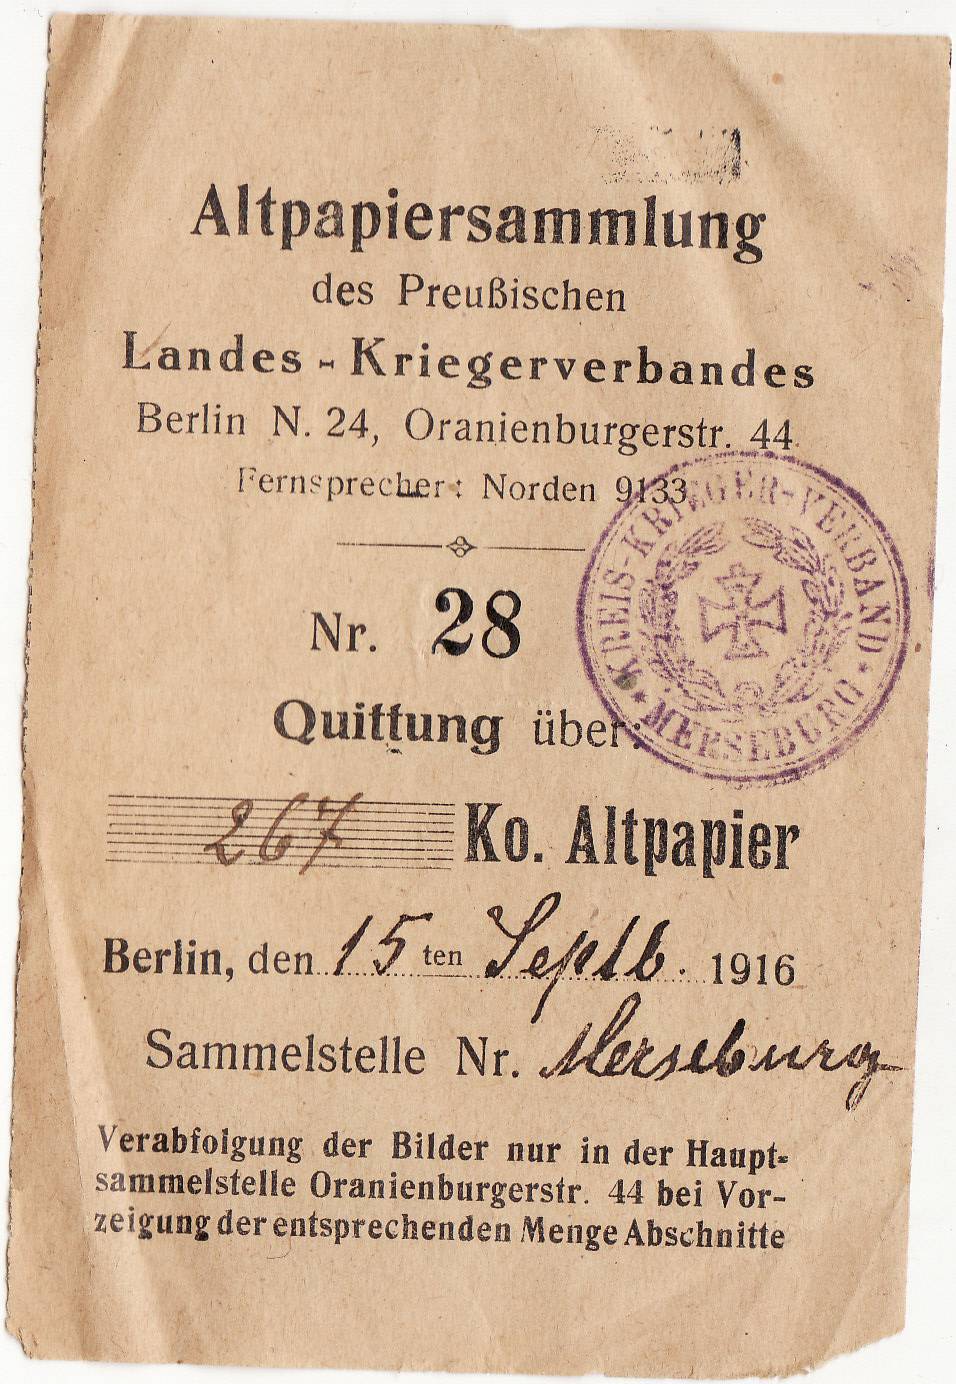 Altpapiersammlung
des Preußischen
Landes-Kriegerverbandes
Berlin N. 24, Oranienburgerstr. 44
Fernsprecher: Norden 9133
KREIS-KRIEGER-VERBAND
* MERSEBURG *
Nr. 28
Quittung über:
267 Ko. Altpapier
Berlin, den 15ten Septb. 1916
Sammelstelle Nr. Merseburg
Verabfolgung der Bilder nur in der Haupt-
sammelstelle Oranienburgerstr. 44 bei Vor-
zeigung der entsprechenden Menge Abschnitte